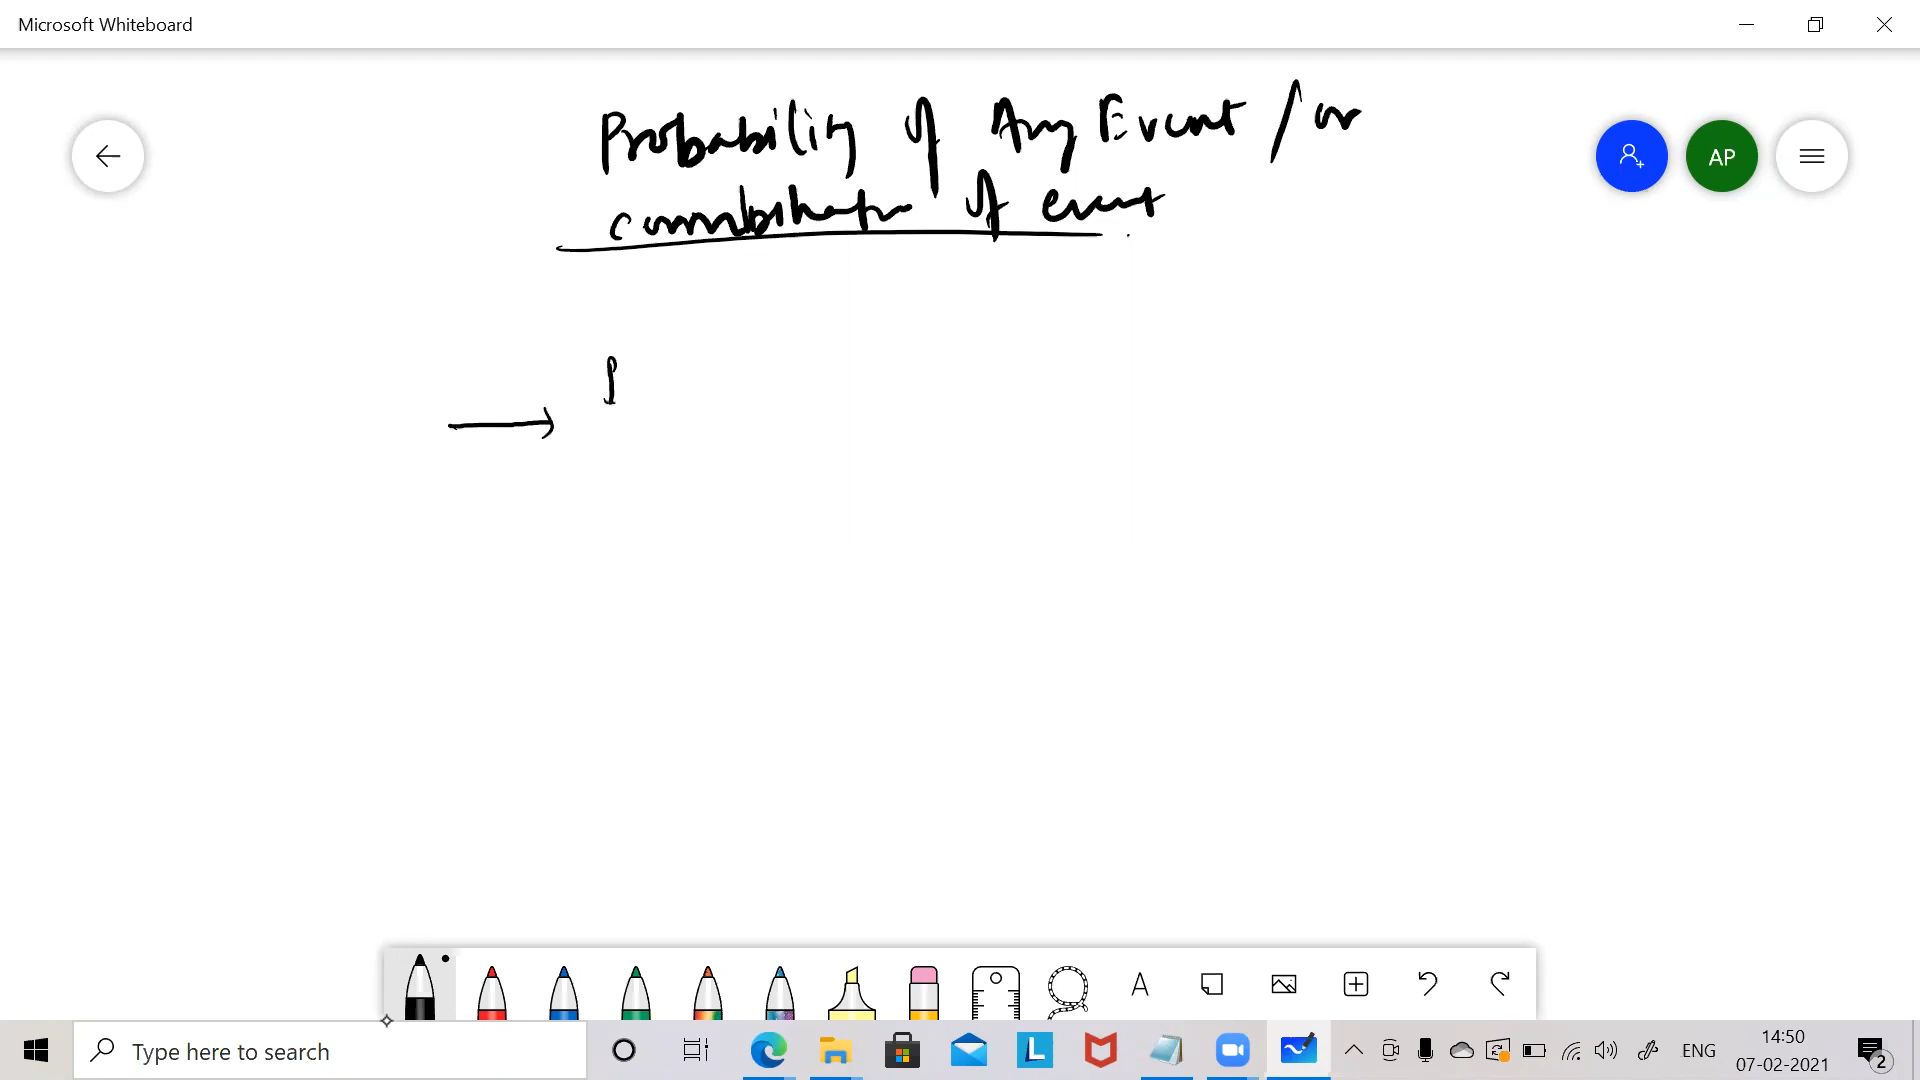 Microsoft Whiteboard
Probability of Any Event / or
combination of event
AP
A
Type here to search
L
ENG
14:50
07-02-2021
2